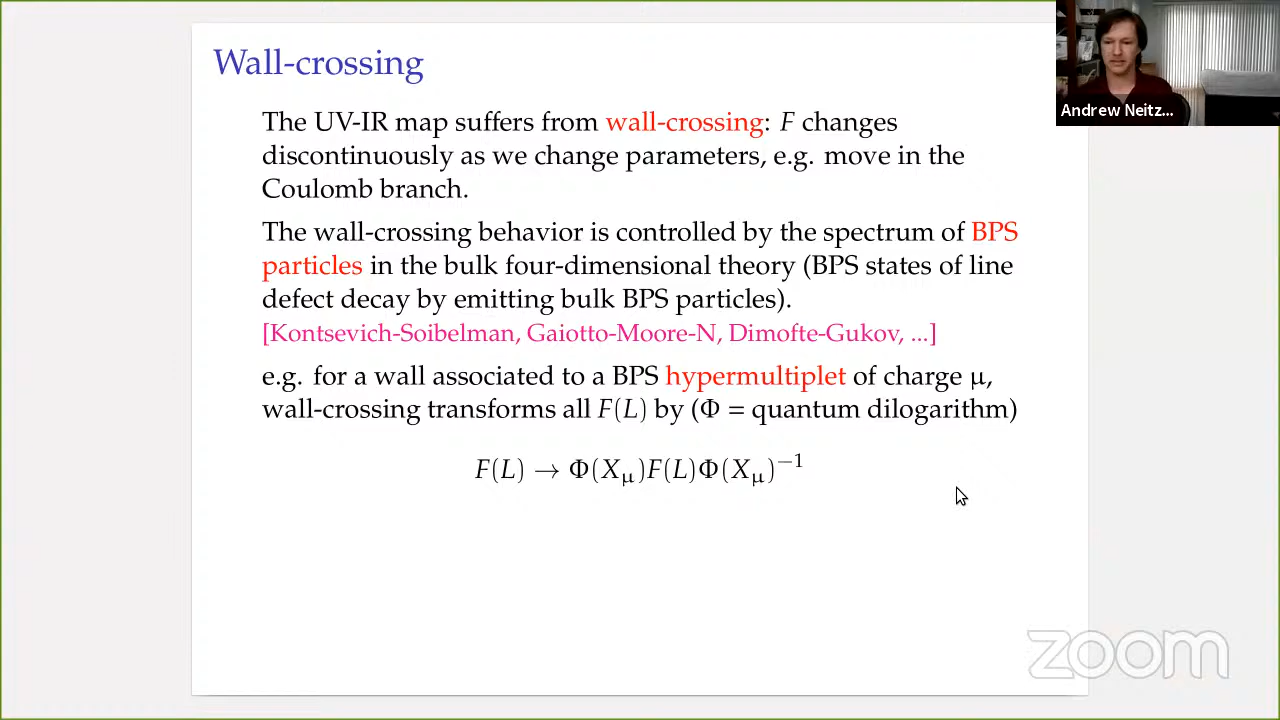 Wall-crossing
The UV-IR map suffers from wall-crossing: F changes
discontinuously as we change parameters, e.g. move in the
Coulomb branch.
The wall-crossing behavior is controlled by the spectrum of BPS
particles in the bulk four-dimensional theory (BPS states of line
defect decay by emitting bulk BPS particles).
[Kontsevich-Soibelman, Gaiotto-Moore-N, Dimofte-Gukov, ...]
e.g. for a wall associated to a BPS hypermultiplet of charge μ,
wall-crossing transforms all F(L) by (Φ = quantum dilogarithm)
F(L) → Φ(X_μ)F(L)Φ(X_μ)⁻¹
Andrew Neitz...
zoom